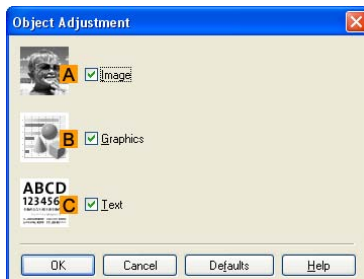 Object Adjustment
A Image
B Graphics
ABCD
123456
C Text
OK Cancel Defaults Help